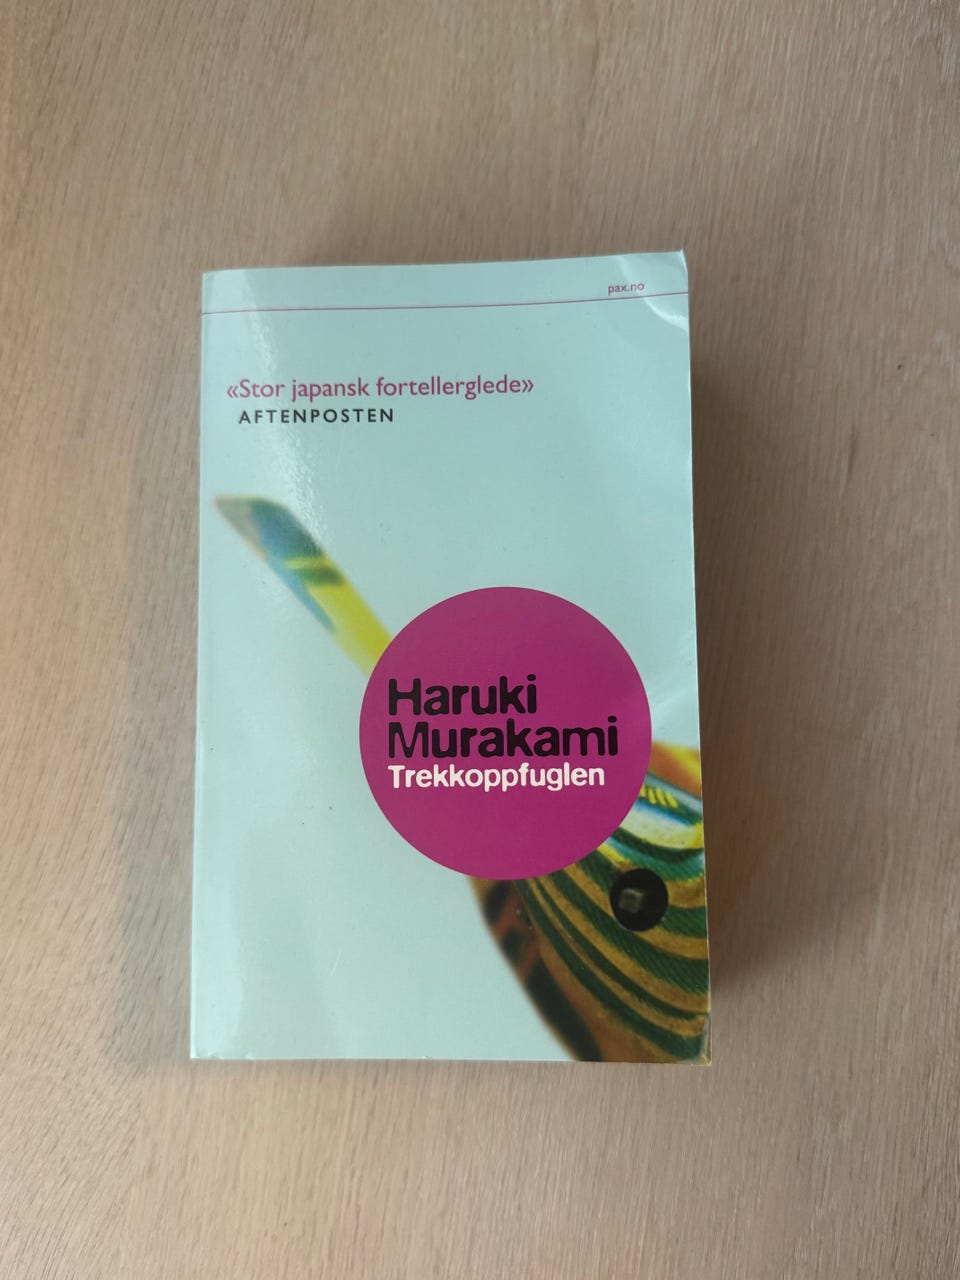 pax.no
«Stor japansk fortellerglede»
AFTENPOSTEN
Haruki
Murakami
Trekkoppfuglen